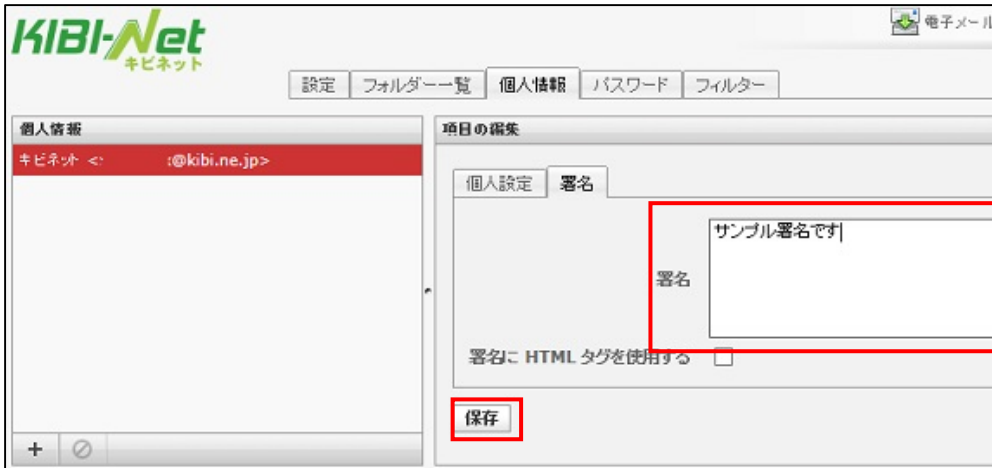 KIBI-Net
キビネット
電子メール
設定 フォルダー一覧 個人情報 パスワード フィルター
個人情報
キビネット < :@kibi.ne.jp>
項目の編集
個人設定 署名
サンプル署名です
署名
署名に HTML タグを使用する
保存